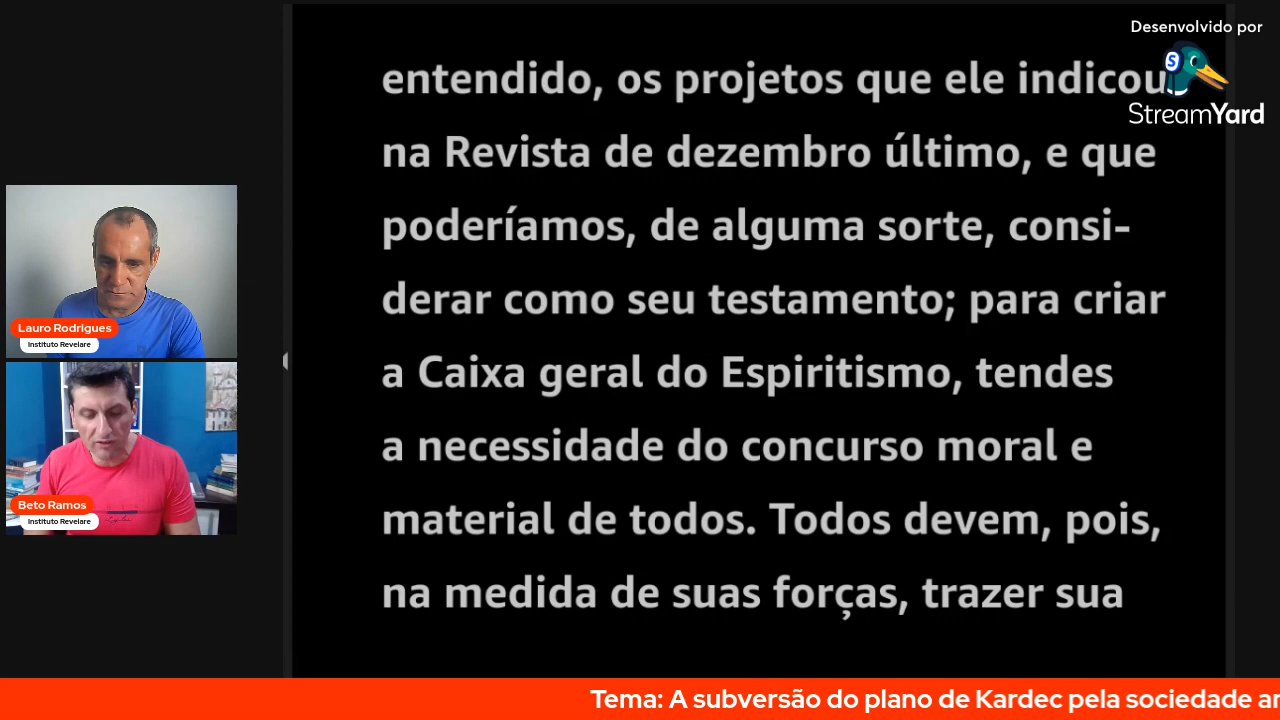 Desenvolvido por
StreamYard
entendido, os projetos que ele indicou
na Revista de dezembro último, e que
poderíamos, de alguma sorte, consi-
derar como seu testamento; para criar
a Caixa geral do Espiritismo, tendes
a necessidade do concurso moral e
material de todos. Todos devem, pois,
na medida de suas forças, trazer sua
Lauro Rodrigues
Instituto Revelare
Beto Ramos
Instituto Revelare
Tema: A subversão do plano de Kardec pela sociedade